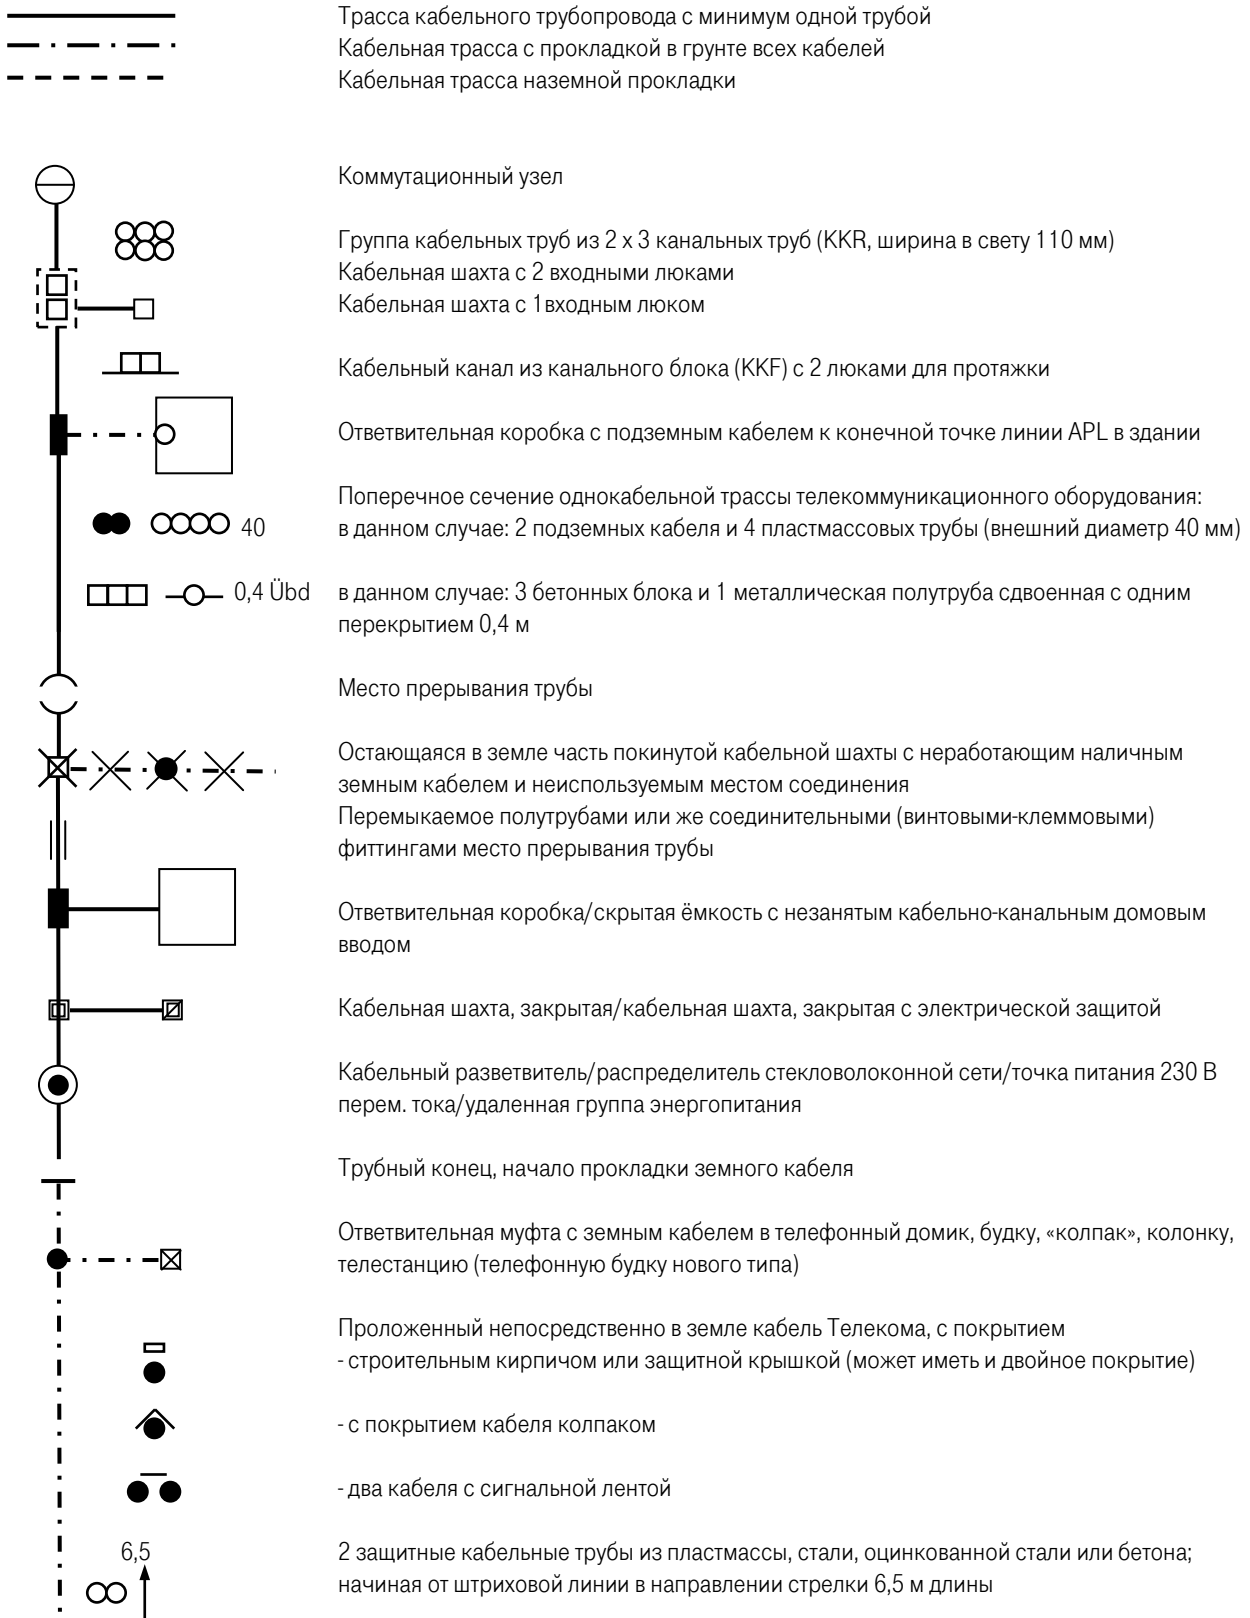 Трасса кабельного трубопровода с минимум одной трубой
Кабельная трасса с прокладкой в грунте всех кабелей
Кабельная трасса наземной прокладки
Коммутационный узел
Группа кабельных труб из 2 x 3 канальных труб (KKR, ширина в свету 110 мм)
Кабельная шахта с 2 входными люками
Кабельная шахта с 1входным люком
Кабельный канал из канального блока (KKF) с 2 люками для протяжки
Ответвительная коробка с подземным кабелем к конечной точке линии APL в здании
Поперечное сечение однокабельной трассы телекоммуникационного оборудования:
40 в данном случае: 2 подземных кабеля и 4 пластмассовых трубы (внешний диаметр 40 мм)
0,4 Übd в данном случае: 3 бетонных блока и 1 металлическая полутруба сдвоенная с одним
перекрытием 0,4 м
Место прерывания трубы
Остающаяся в земле часть покинутой кабельной шахты с неработающим наличным
земным кабелем и неиспользуемым местом соединения
Перемыкаемое полутрубами или же соединительными (винтовыми-клеммовыми)
фиттингами место прерывания трубы
Ответвительная коробка/скрытая ёмкость с незанятым кабельно-канальным домовым
вводом
Кабельная шахта, закрытая/кабельная шахта, закрытая с электрической защитой
Кабельный разветвитель/распределитель стекловолоконной сети/точка питания 230 В
перем. тока/удаленная группа энергопитания
Трубный конец, начало прокладки земного кабеля
Ответвительная муфта с земным кабелем в телефонный домик, будку, «колпак», колонку,
телестанцию (телефонную будку нового типа)
Проложенный непосредственно в земле кабель Телекома, с покрытием
- строительным кирпичом или защитной крышкой (может иметь и двойное покрытие)
- с покрытием кабеля колпаком
- два кабеля с сигнальной лентой
6,5 2 защитные кабельные трубы из пластмассы, стали, оцинкованной стали или бетона;
начиная от штриховой линии в направлении стрелки 6,5 м длины